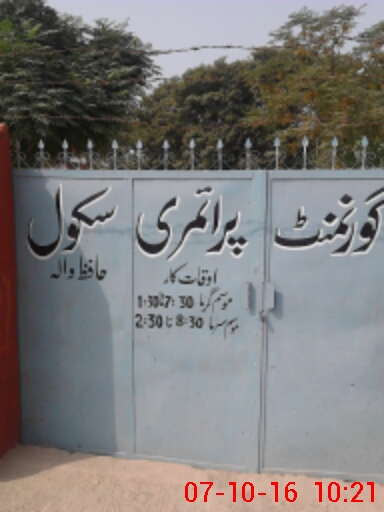 گورنمنٹ پرائمری سکول
حافظ والہ
اوقات کار
موسم گرما 7:30 تا 1:30
موسم سرما 8:30 تا 2:30
07-10-16 10:21